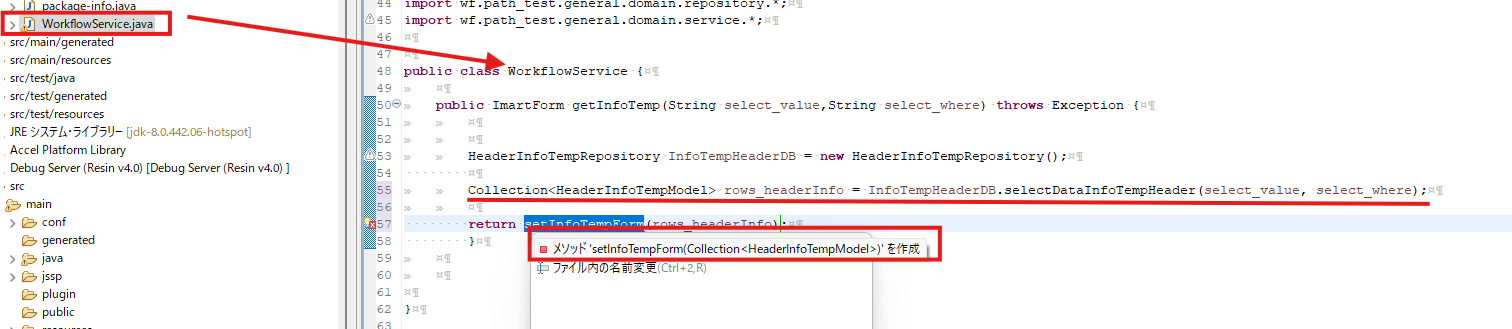 package-info.java
WorkflowService.java
src/main/generated
src/main/resources
src/test/java
src/test/generated
src/test/resources
JRE システム・ライブラリー [jdk-8.0.442.06-hotspot]
Accel Platform Library
Debug Server (Resin v4.0) [Debug Server (Resin v4.0) ]
src
main
conf
generated
java
jssp
plugin
public
resources
44 import wf.path_test.general.domain.repository.*;
45 import wf.path_test.general.domain.service.*;
46
47
48 public class WorkflowService {
49
50 public ImartForm getInfoTemp(String select_value,String select_where) throws Exception {
51
52
53 HeaderInfoTempRepository InfoTempHeaderDB = new HeaderInfoTempRepository();
54
55 Collection<HeaderInfoTempModel> rows_headerInfo = InfoTempHeaderDB.selectDataInfoTempHeader(select_value, select_where);
56
57 return setInfoTempForm(rows_headerInfo);
58 }
59
60
61
62 }
63
メソッド 'setInfoTempForm(Collection<HeaderInfoTempModel>)' を作成
ファイル内の名前変更(Ctrl+2,R)